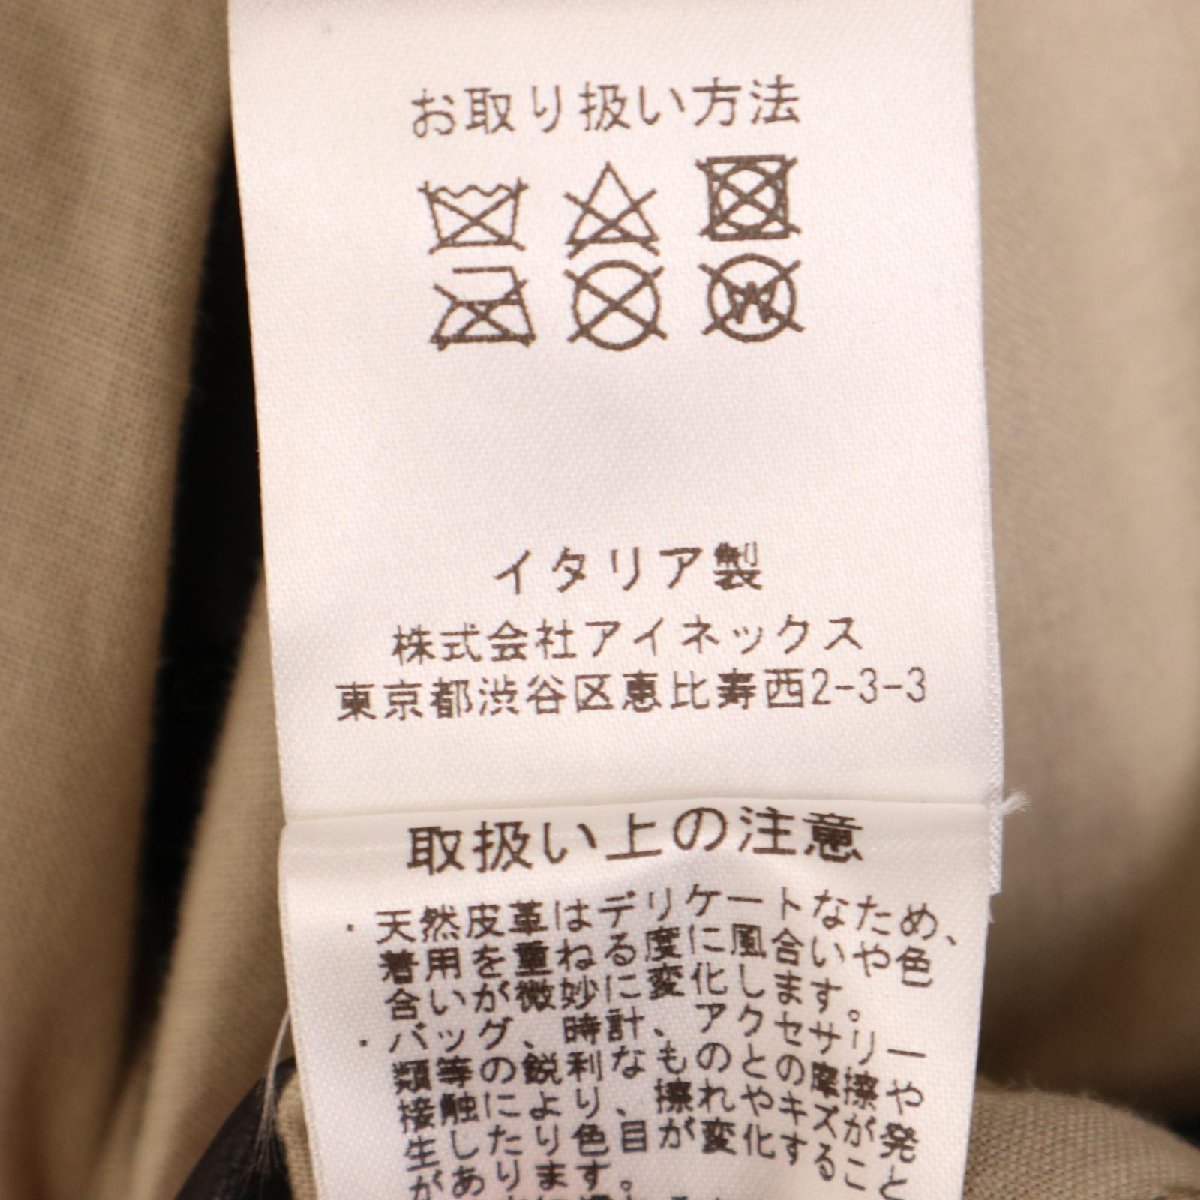 お取り扱い方法
W
イタリア製
株式会社アイネックス
東京都渋谷区恵比寿西2-3-3
取扱い上の注意
・天然皮革はデリケートなため、
着用を重ねる度に風合いや色
合いが微妙に変化します。
・バッグ、時計、アクセサリー
類等の鋭利なものとの摩擦や
接触により、擦れやキズが発
生したり色目が変化すること
があります。